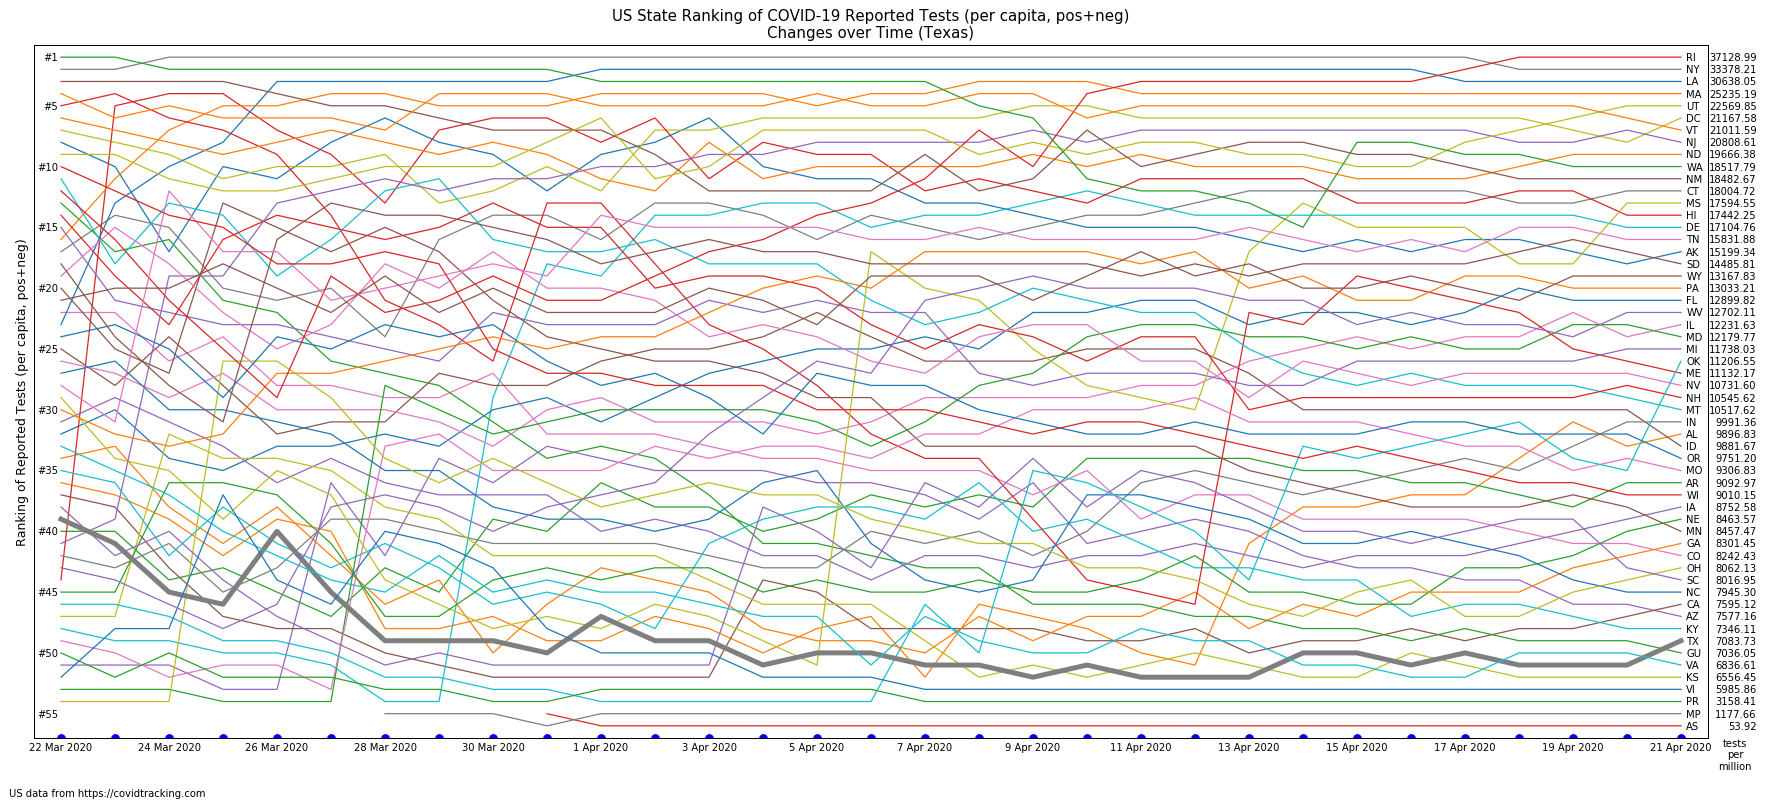 US State Ranking of COVID-19 Reported Tests (per capita, pos+neg)
Changes over Time (Texas)
Ranking of Reported Tests (per capita, pos+neg)
#1
#5
#10
#15
#20
#25
#30
#35
#40
#45
#50
#55
RI 37128.99
NY 33378.21
LA 30638.05
MA 25235.19
UT 22569.85
DC 21167.58
VT 21011.59
NJ 20808.61
ND 19666.38
WA 18517.79
NM 18482.67
CT 18004.72
MS 17594.55
HI 17442.25
DE 17104.76
TN 15831.88
AK 15199.34
SD 14485.81
WY 13167.83
PA 13033.21
FL 12899.82
WV 12702.11
IL 12231.63
MD 12179.77
MI 11738.03
OK 11206.55
ME 11132.17
NV 10731.60
NH 10545.62
MT 10517.62
IN 9991.36
AL 9896.83
ID 9881.67
OR 9751.20
MO 9306.83
AR 9092.97
WI 9010.15
IA 8752.58
NE 8463.57
MN 8457.47
GA 8301.45
CO 8242.43
OH 8062.13
SC 8016.95
NC 7945.30
CA 7595.12
AZ 7577.16
KY 7346.11
TX 7083.73
GU 7036.05
VA 6836.61
KS 6556.45
VI 5985.86
PR 3158.41
MP 1177.66
AS 53.92
22 Mar 2020 24 Mar 2020 26 Mar 2020 28 Mar 2020 30 Mar 2020 1 Apr 2020 3 Apr 2020 5 Apr 2020 7 Apr 2020 9 Apr 2020 11 Apr 2020 13 Apr 2020 15 Apr 2020 17 Apr 2020 19 Apr 2020 21 Apr 2020
tests
per
million
US data from https://covidtracking.com